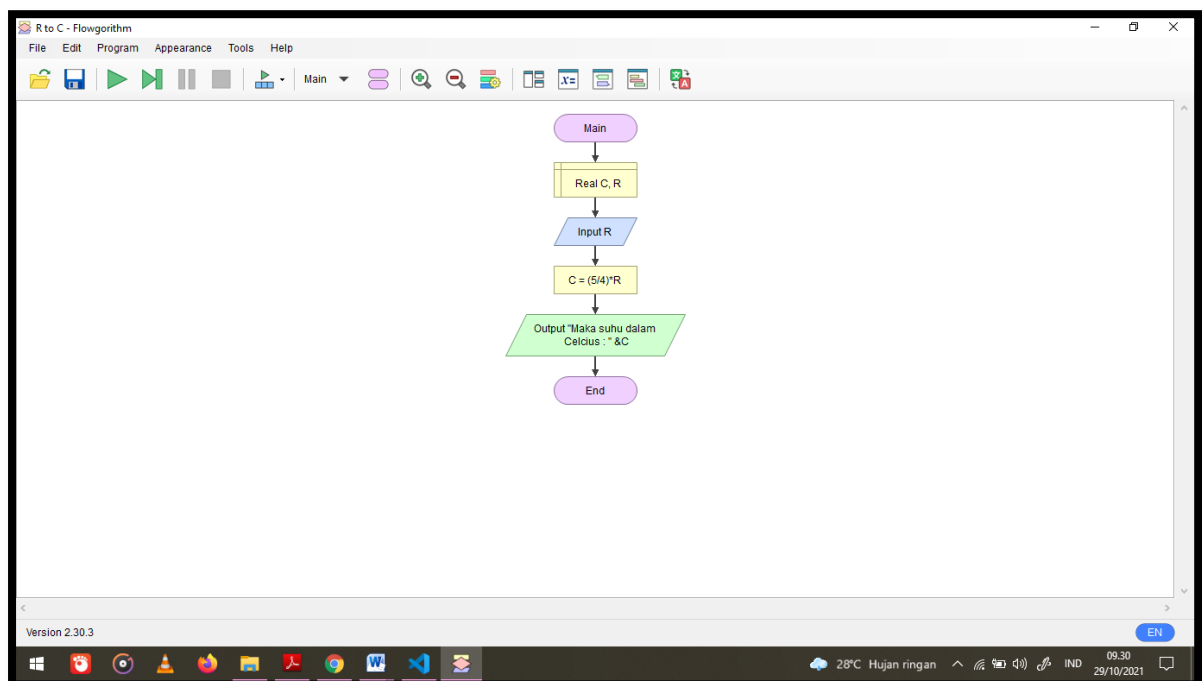 R to C - Flowgorithm
File Edit Program Appearance Tools Help
Main
x=
Main
Real C, R
Input R
C = (5/4)*R
Output "Maka suhu dalam
Celcius : " &C
End
Version 2.30.3
EN
28°C Hujan ringan
IND
09.30
29/10/2021